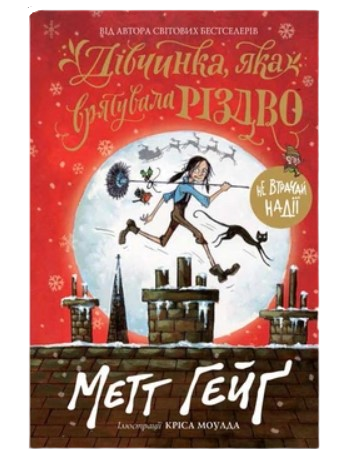 ВІД АВТОРА СВІТОВИХ БЕСТСЕЛЕРІВ
Дівчинка, яка
врятувала РІЗДВО
НЕ ВТРАЧАЙ
НАДІЇ
МЕТТ ГЕЙҐ
Ілюстрації КРІСА МОУЛДА